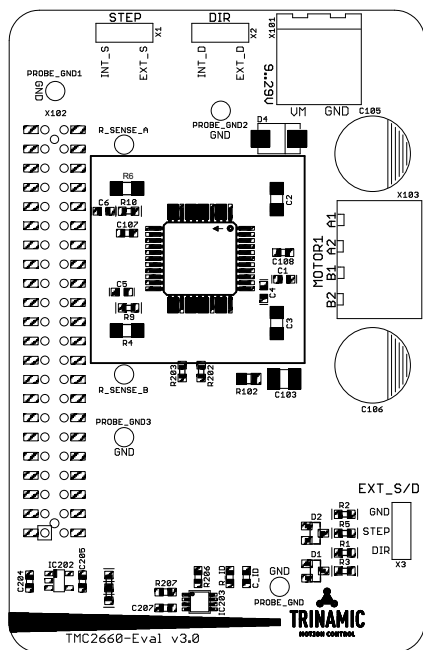 STEP
DIR
X1
X2
X101
INT_S
EXT_S
INT_D
EXT_D
9..29V
VM GND
PROBE_GND1
GND
PROBE_GND2
GND
D4
C105
X102
R_SENSE_A
R6
C6
R10
C107
C2
X103
A1
A2
B1
B2
MOTOR1
C108
C1
C4
C5
R9
R4
C3
R203
R202
R102
C103
C106
R_SENSE_B
PROBE_GND3
GND
EXT_S/D
GND
STEP
DIR
X3
R2
R5
R1
R3
D2
D1
C204
IC202
C205
R206
R_ID
C_ID
R207
C207
IC203
GND
PROBE_GND
TRINAMIC
MOTION CONTROL
TMC2660-Eval v3.0